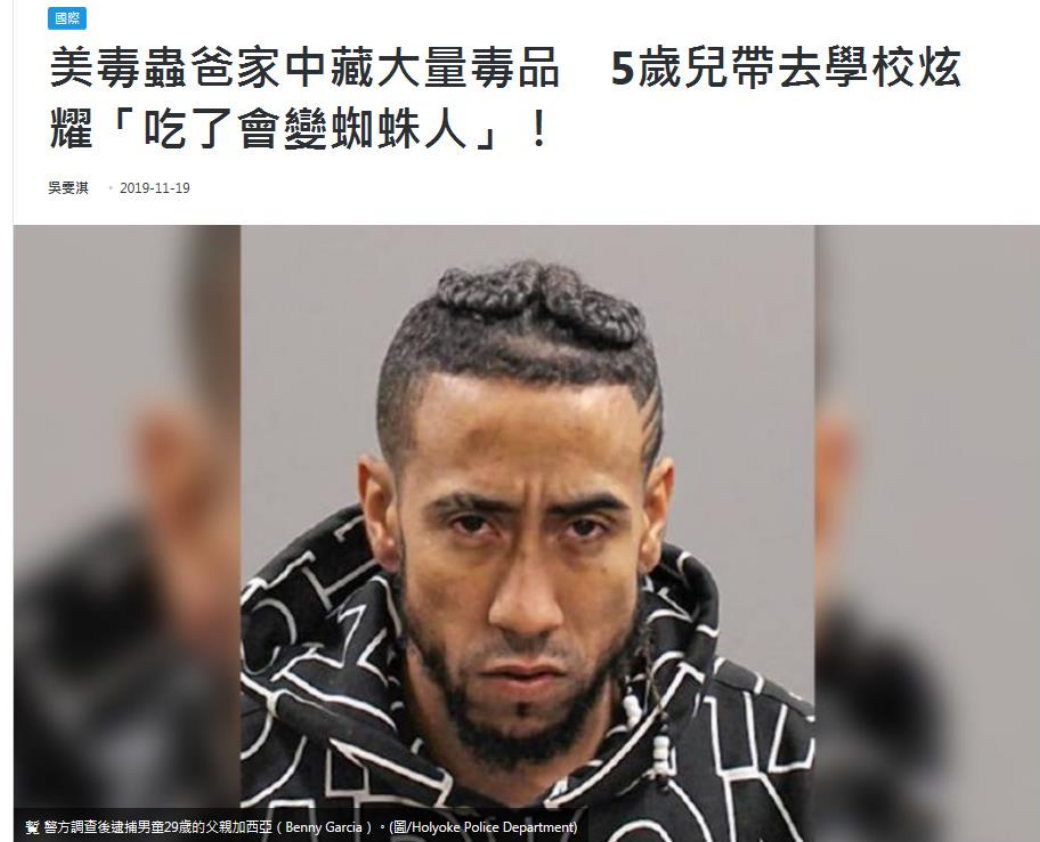 國際
美毒蟲爸家中藏大量毒品　5歲兒帶去學校炫
耀「吃了會變蜘蛛人」！
吳雯淇 ・ 2019-11-19
警方調查後逮捕男童29歲的父親加西亞（Benny Garcia）。(圖/Holyoke Police Department)